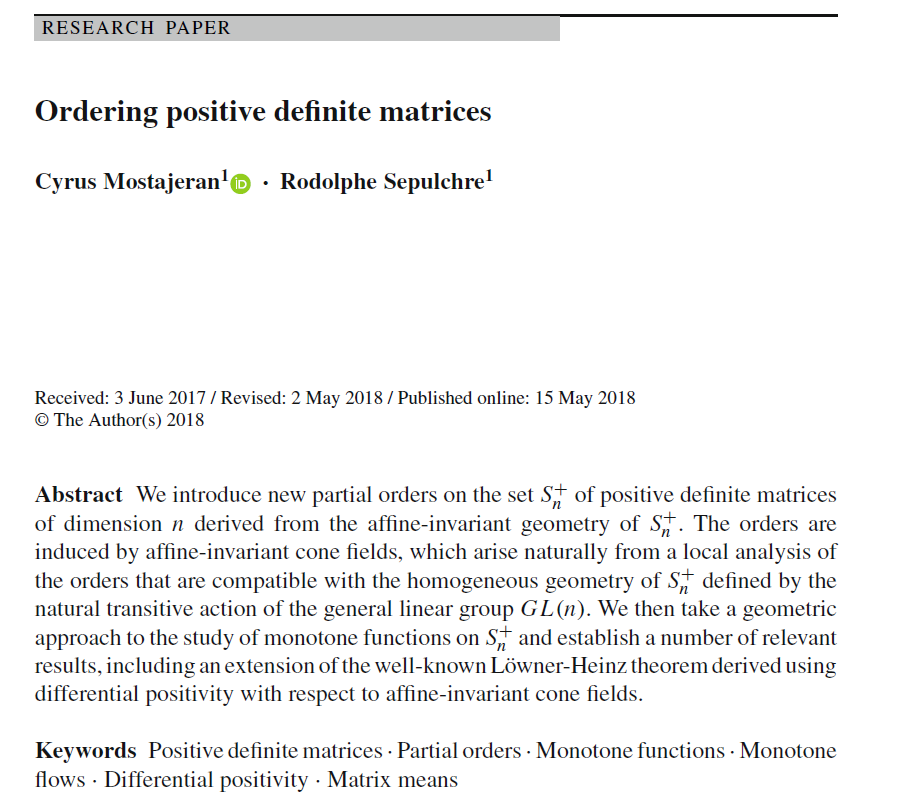 RESEARCH PAPER
Ordering positive definite matrices
Cyrus Mostajeran¹ iD · Rodolphe Sepulchre¹
Received: 3 June 2017 / Revised: 2 May 2018 / Published online: 15 May 2018
© The Author(s) 2018
Abstract We introduce new partial orders on the set $S_n^+$ of positive definite matrices
of dimension $n$ derived from the affine-invariant geometry of $S_n^+$. The orders are
induced by affine-invariant cone fields, which arise naturally from a local analysis of
the orders that are compatible with the homogeneous geometry of $S_n^+$ defined by the
natural transitive action of the general linear group $GL(n)$. We then take a geometric
approach to the study of monotone functions on $S_n^+$ and establish a number of relevant
results, including an extension of the well-known Löwner-Heinz theorem derived using
differential positivity with respect to affine-invariant cone fields.
Keywords Positive definite matrices · Partial orders · Monotone functions · Monotone
flows · Differential positivity · Matrix means